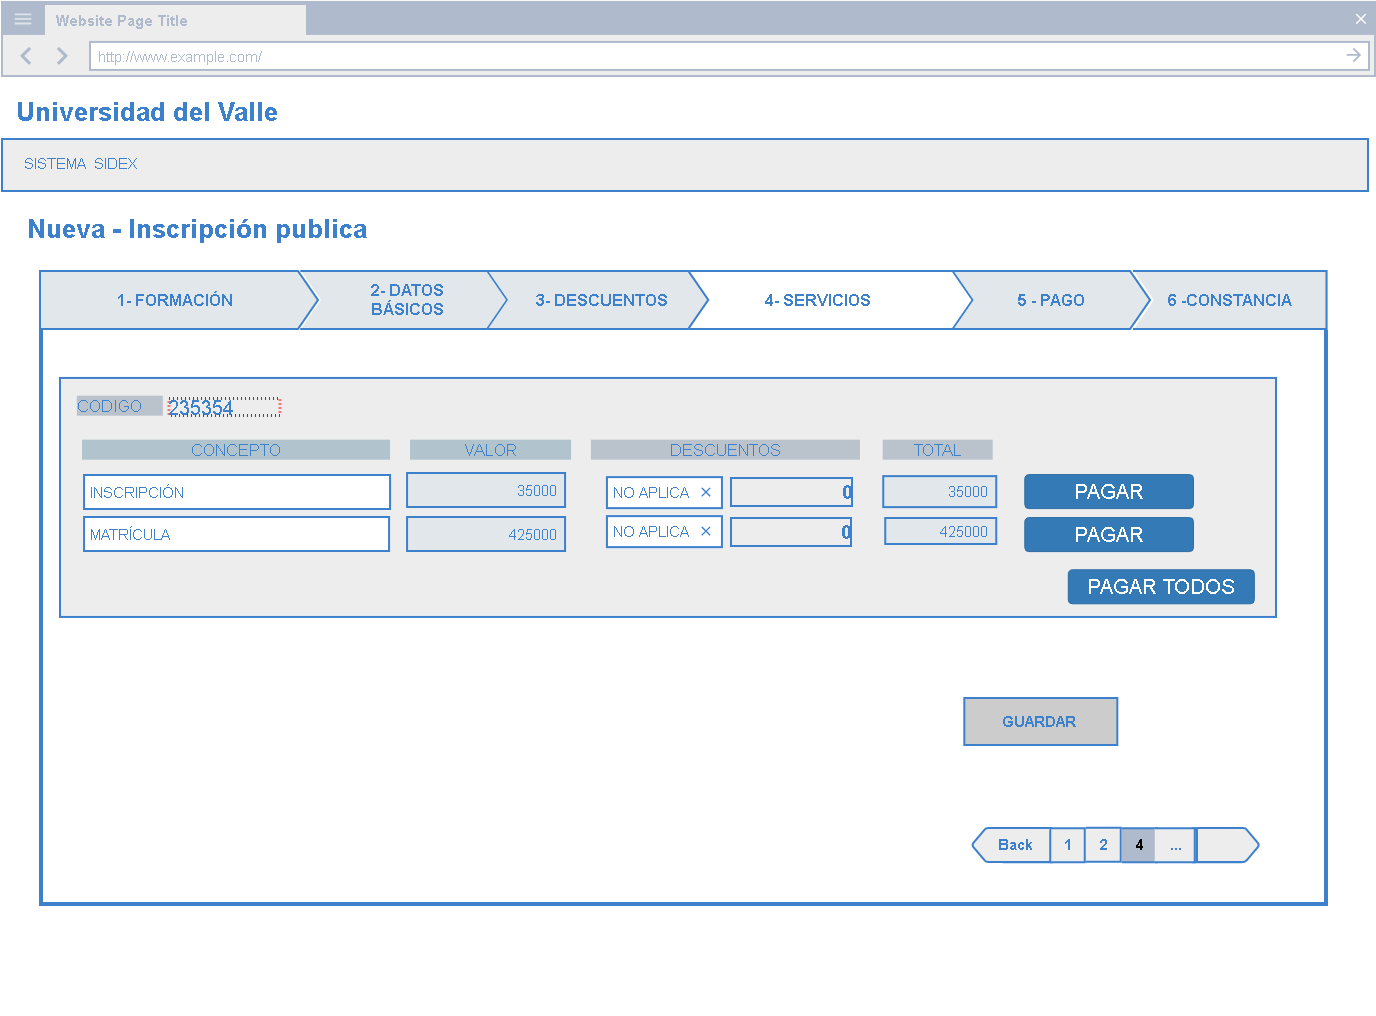 Website Page Title
http://www.example.com/
Universidad del Valle
SISTEMA SIDEX
Nueva - Inscripción publica
1- FORMACIÓN
2- DATOS
BÁSICOS
3- DESCUENTOS
4- SERVICIOS
5 - PAGO
6 -CONSTANCIA
CODIGO 235354
CONCEPTO VALOR DESCUENTOS TOTAL
INSCRIPCIÓN 35000 NO APLICA × 0 35000 PAGAR
MATRÍCULA 425000 NO APLICA × 0 425000 PAGAR
PAGAR TODOS
GUARDAR
Back 1 2 4 ...